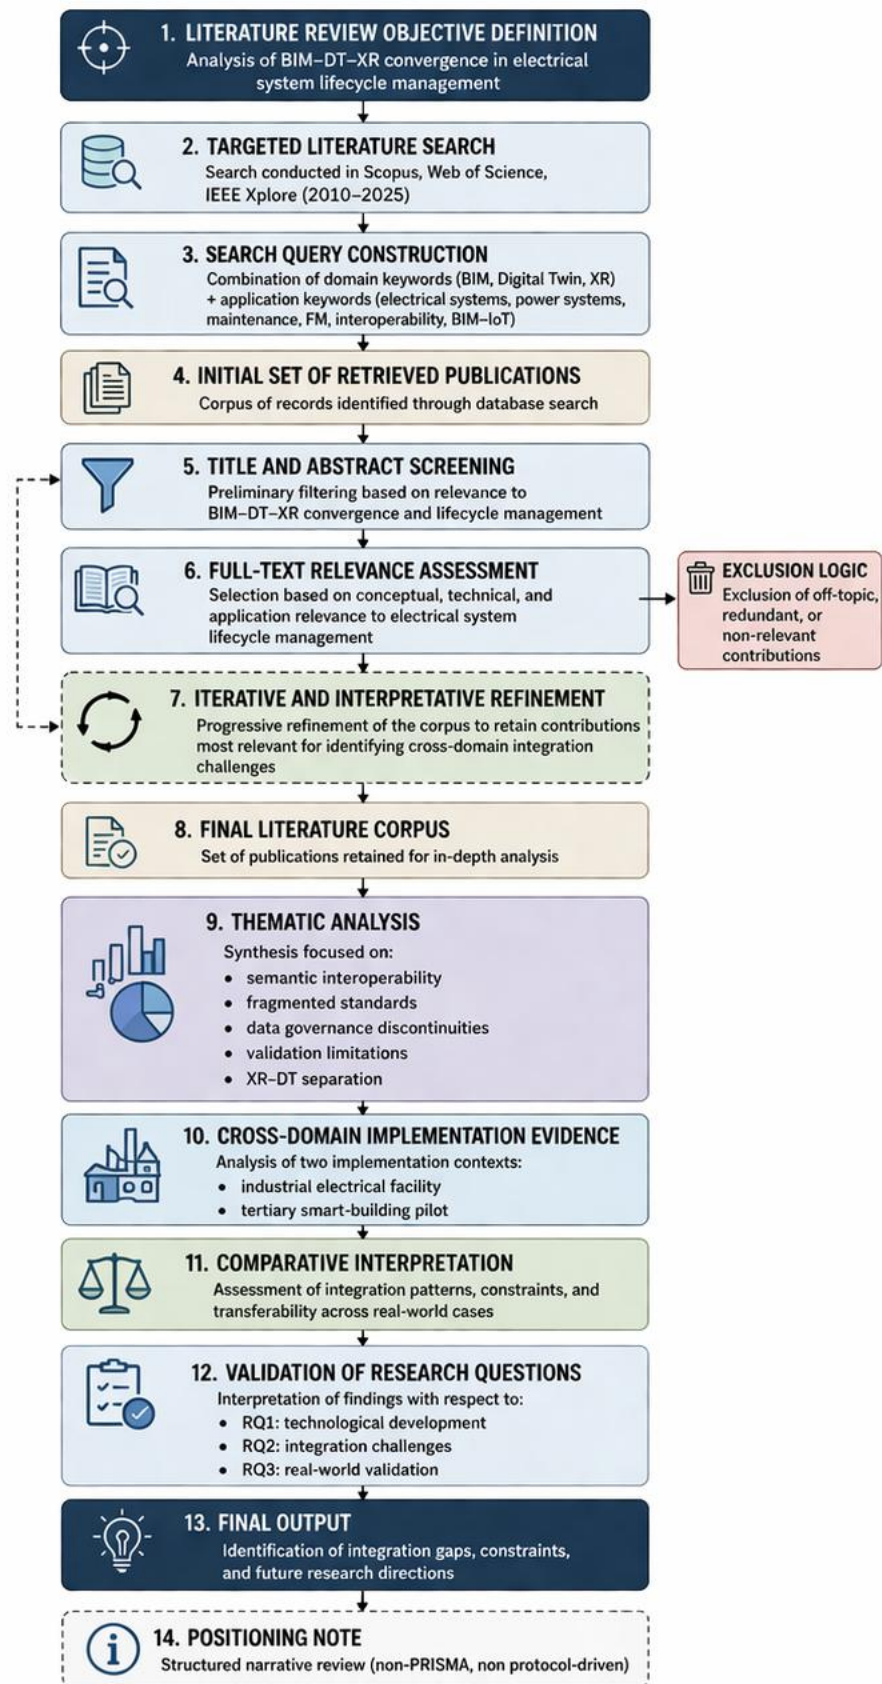 1. LITERATURE REVIEW OBJECTIVE DEFINITION
Analysis of BIM–DT–XR convergence in electrical
system lifecycle management
2. TARGETED LITERATURE SEARCH
Search conducted in Scopus, Web of Science,
IEEE Xplore (2010–2025)
3. SEARCH QUERY CONSTRUCTION
Combination of domain keywords (BIM, Digital Twin, XR)
+ application keywords (electrical systems, power systems,
maintenance, FM, interoperability, BIM–IoT)
4. INITIAL SET OF RETRIEVED PUBLICATIONS
Corpus of records identified through database search
5. TITLE AND ABSTRACT SCREENING
Preliminary filtering based on relevance to
BIM–DT–XR convergence and lifecycle management
6. FULL-TEXT RELEVANCE ASSESSMENT
Selection based on conceptual, technical, and
application relevance to electrical system
lifecycle management
EXCLUSION LOGIC
Exclusion of off-topic,
redundant, or
non-relevant
contributions
7. ITERATIVE AND INTERPRETATIVE REFINEMENT
Progressive refinement of the corpus to retain contributions
most relevant for identifying cross-domain integration
challenges
8. FINAL LITERATURE CORPUS
Set of publications retained for in-depth analysis
9. THEMATIC ANALYSIS
Synthesis focused on:
• semantic interoperability
• fragmented standards
• data governance discontinuities
• validation limitations
• XR–DT separation
10. CROSS-DOMAIN IMPLEMENTATION EVIDENCE
Analysis of two implementation contexts:
• industrial electrical facility
• tertiary smart-building pilot
11. COMPARATIVE INTERPRETATION
Assessment of integration patterns, constraints, and
transferability across real-world cases
12. VALIDATION OF RESEARCH QUESTIONS
Interpretation of findings with respect to:
• RQ1: technological development
• RQ2: integration challenges
• RQ3: real-world validation
13. FINAL OUTPUT
Identification of integration gaps, constraints,
and future research directions
14. POSITIONING NOTE
Structured narrative review (non-PRISMA, non protocol-driven)